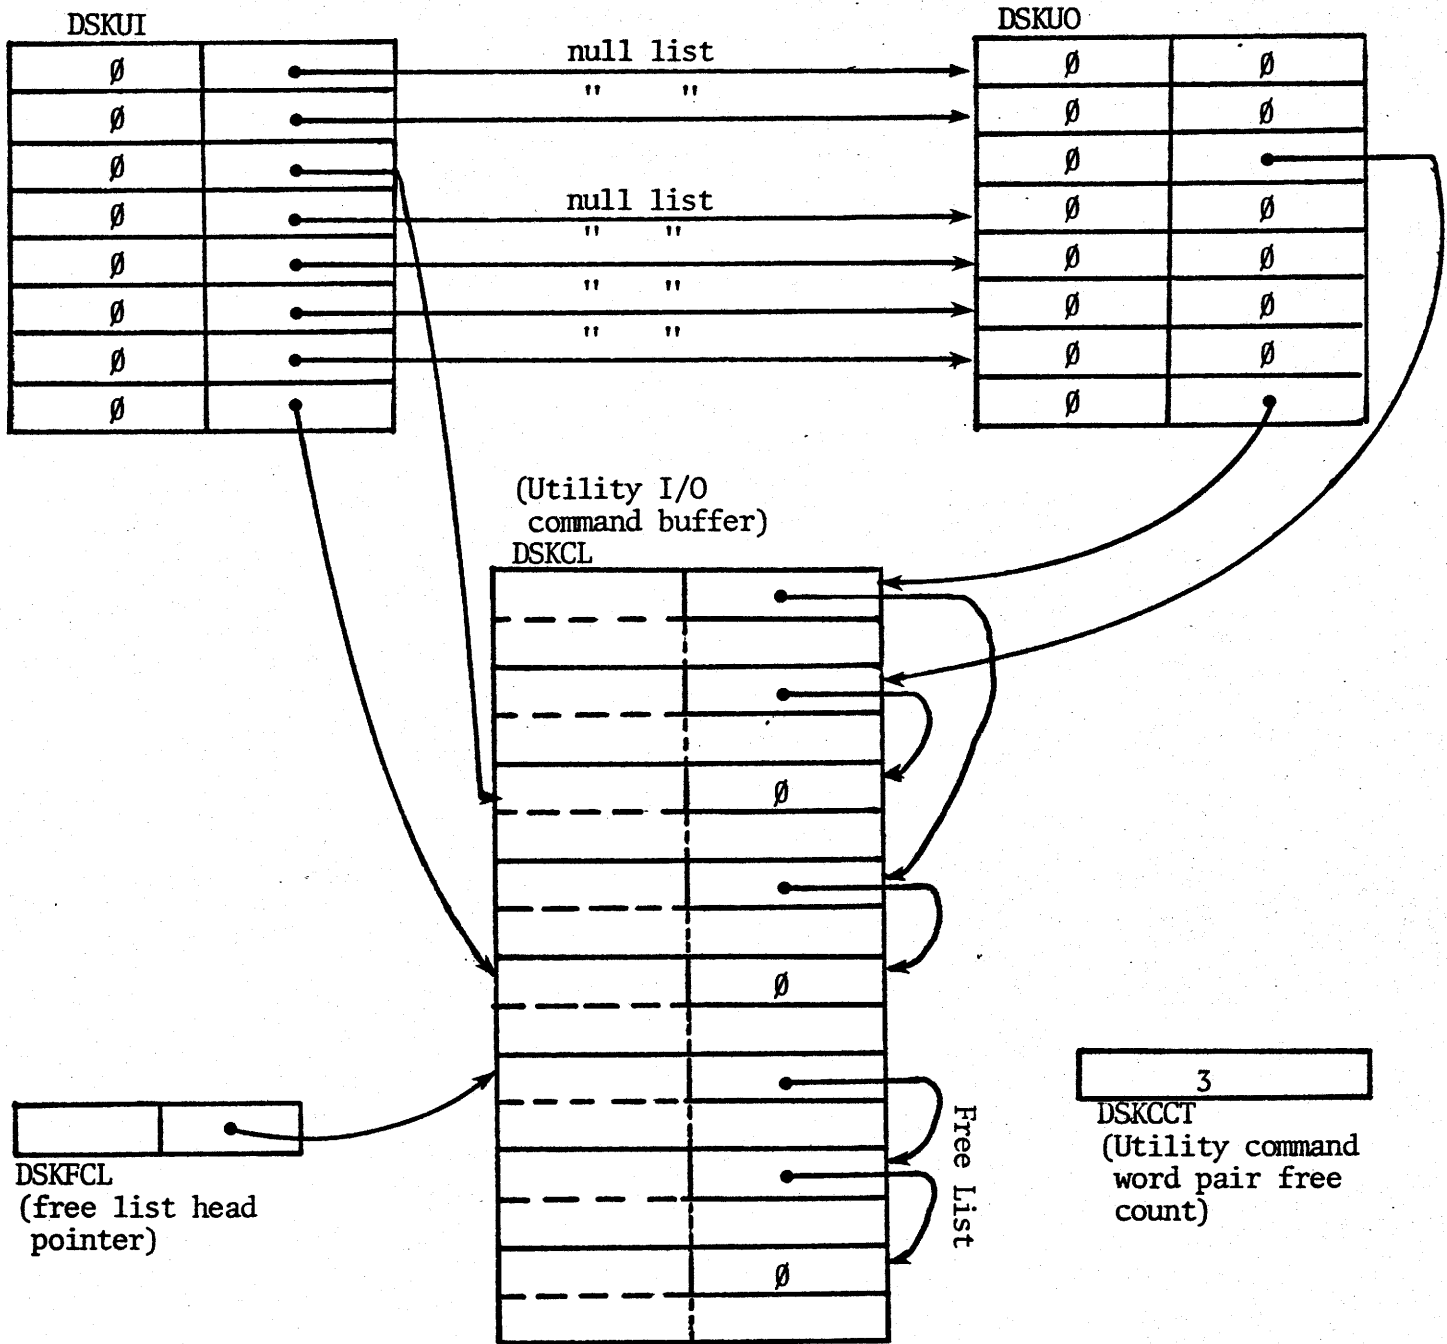 DSKUI
Ø
Ø
Ø
Ø
Ø
Ø
Ø
Ø
null list
" "
null list
" "
" "
" "
DSKUO
Ø Ø
Ø Ø
Ø
Ø Ø
Ø Ø
Ø Ø
Ø Ø
Ø
(Utility I/O
command buffer)
DSKCL
Ø
Ø
Ø
Free List
DSKFCL
(free list head
pointer)
3
DSKCCT
(Utility command
word pair free
count)